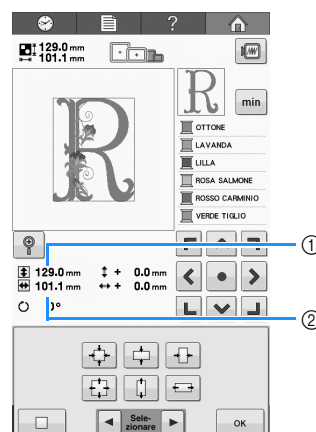 ?
129.0 mm
101.1 mm
R
R
min
OTTONE
LAVANDA
LILLA
ROSA SALMONE
ROSSO CARMINIO
VERDE TIGLIO
1
129.0 mm + 0.0 mm
101.1 mm + 0.0 mm
0°
2
Sele-
zionare
OK